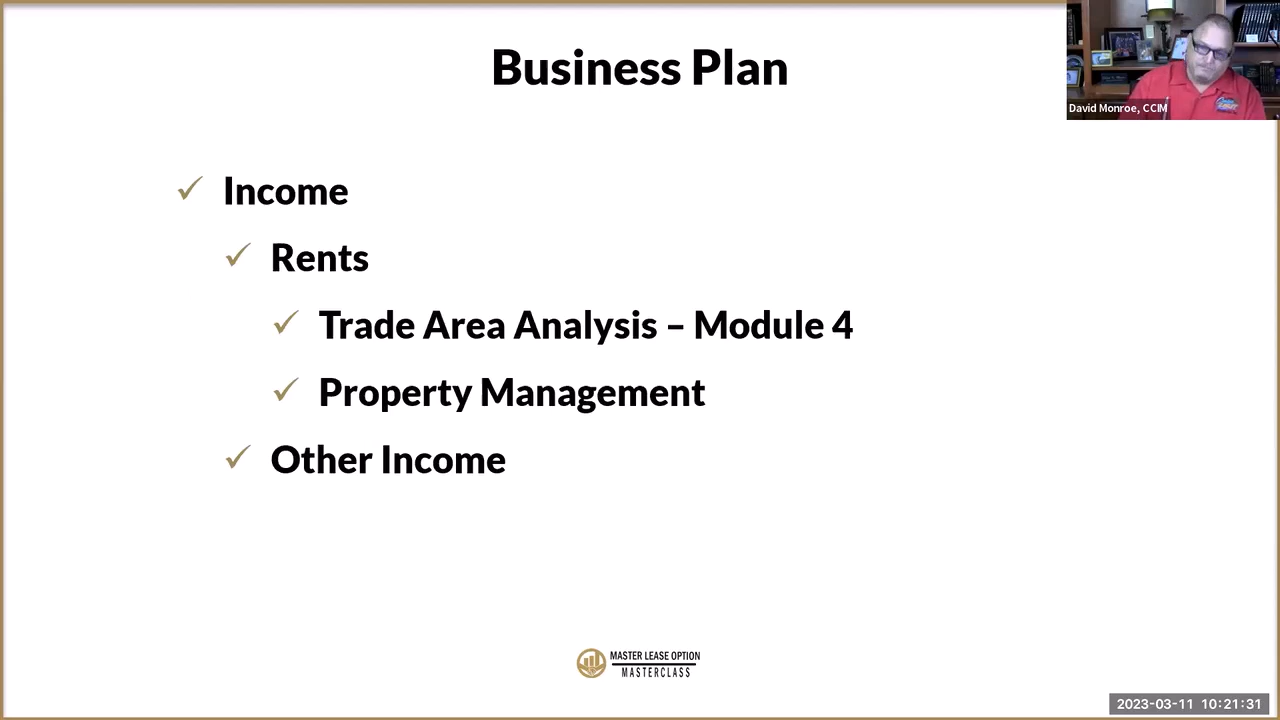 Business Plan
David Monroe, CCIM
✓ Income
✓ Rents
✓ Trade Area Analysis – Module 4
✓ Property Management
✓ Other Income
MASTER LEASE OPTION
MASTERCLASS
2023-03-11 10:21:31